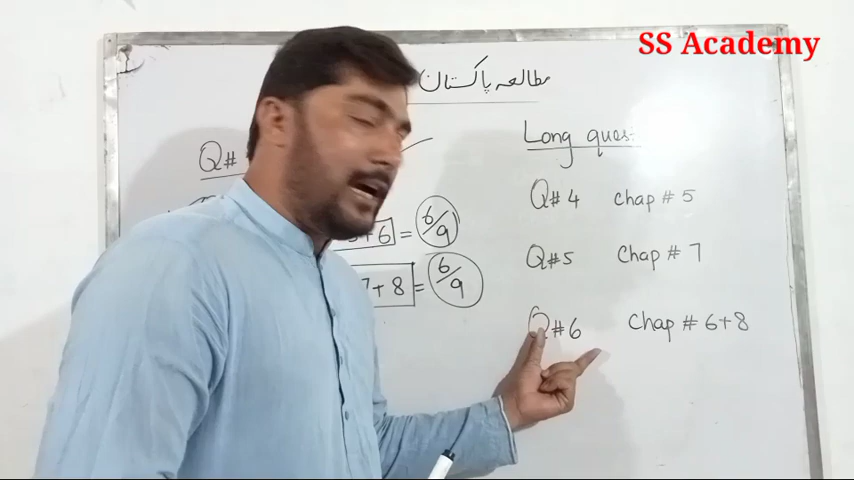 SS Academy
مطالعہ پاکستان
Q#
Long ques
Q#4 Chap # 5
Q#5 Chap # 7
Q#6 Chap # 6+8
+6 = 6/9
7+8 = 6/9